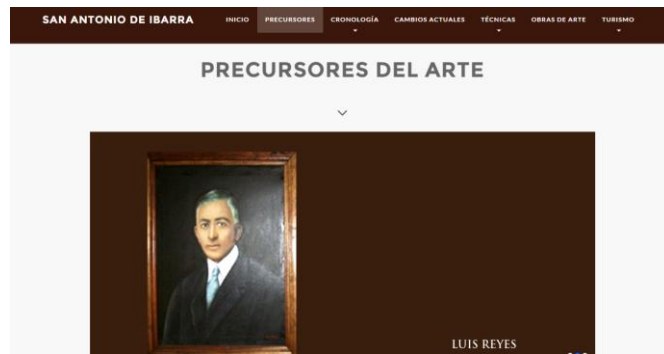 SAN ANTONIO DE IBARRA INICIO PRECURSORES CRONOLOGÍA CAMBIOS ACTUALES TÉCNICAS OBRAS DE ARTE TURISMO
PRECURSORES DEL ARTE
LUIS REYES